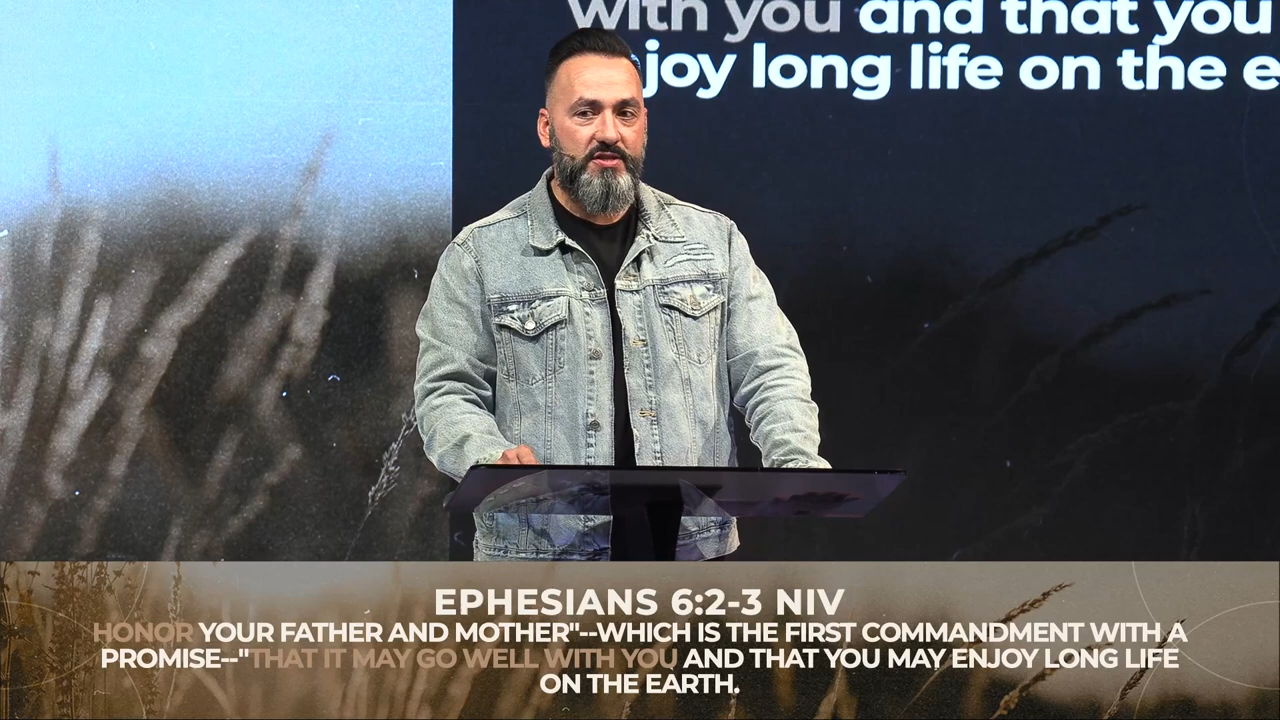 with you and that you
joy long life on the e
EPHESIANS 6:2-3 NIV
HONOR YOUR FATHER AND MOTHER"--WHICH IS THE FIRST COMMANDMENT WITH A
PROMISE--"THAT IT MAY GO WELL WITH YOU AND THAT YOU MAY ENJOY LONG LIFE
ON THE EARTH.